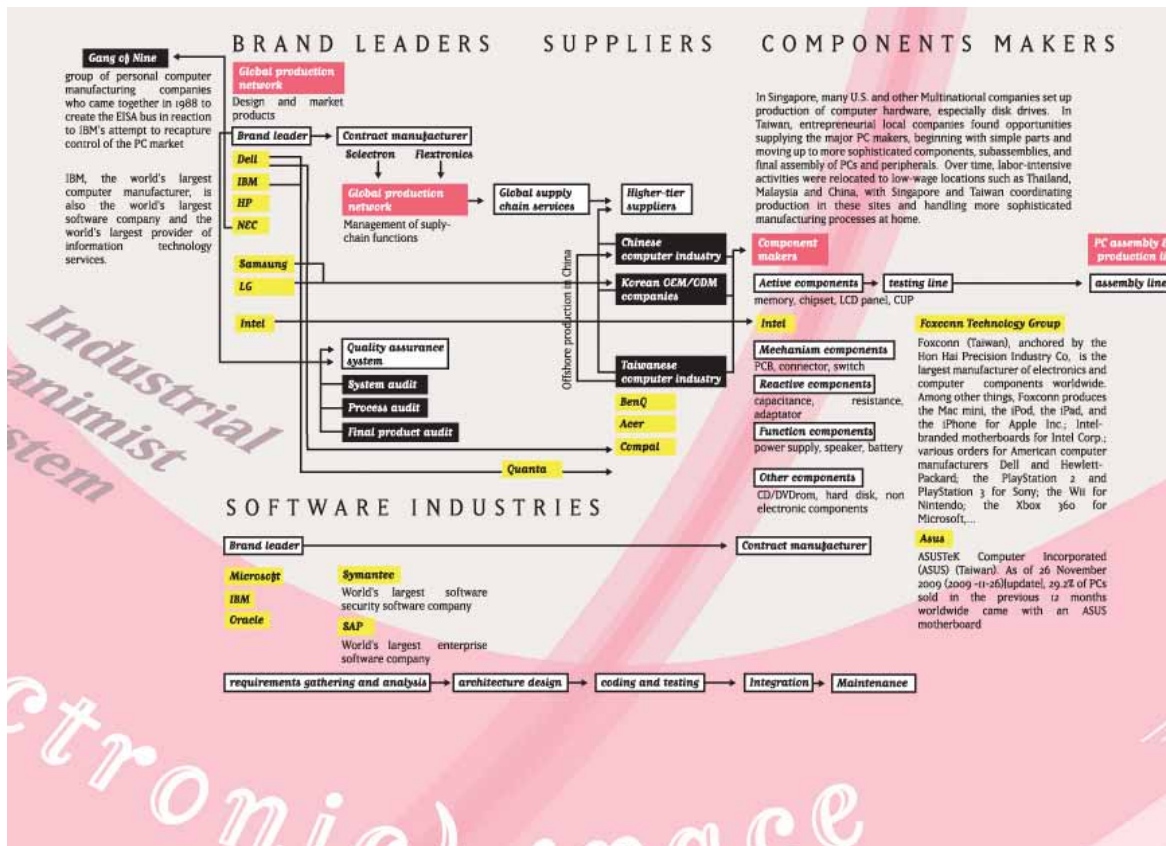 BRAND LEADERS
SUPPLIERS
COMPONENTS MAKERS
Gang of Nine
group of personal computer
manufacturing companies
who came together in 1988 to
create the EISA bus in reaction
to IBM's attempt to recapture
control of the PC market
IBM, the world's largest
computer manufacturer, is
also the world's largest
software company and the
world's largest provider of
information technology
services.
Global production
network
Design and market
products
Brand leader
Contract manufacturer
Solectron
Flextronics
Dell
IBM
HP
NEC
Samsung
LG
Intel
Global production
network
Management of suply-
chain functions
Global supply
chain services
Higher-tier
suppliers
Chinese
computer industry
Korean OEM/ODM
companies
Taiwanese
computer industry
Offshore production in China
BenQ
Acer
Compal
Quanta
Quality assurance
system
System audit
Process audit
Final product audit
In Singapore, many U.S. and other Multinational companies set up
production of computer hardware, especially disk drives. In
Taiwan, entrepreneurial local companies found opportunities
supplying the major PC makers, beginning with simple parts and
moving up to more sophisticated components, subassemblies, and
final assembly of PCs and peripherals. Over time, labor-intensive
activities were relocated to low-wage locations such as Thailand,
Malaysia and China, with Singapore and Taiwan coordinating
production in these sites and handling more sophisticated
manufacturing processes at home.
Component
makers
PC assembly l
production li
Active components
testing line
assembly line
memory, chipset, LCD panel, CUP
Intel
Mechanism components
PCB, connector, switch
Reactive components
capacitance, resistance,
adaptator
Function components
power supply, speaker, battery
Other components
CD/DVDrom, hard disk, non
electronic components
Foxconn Technology Group
Foxconn (Taiwan), anchored by the
Hon Hai Precision Industry Co, is the
largest manufacturer of electronics and
computer components worldwide.
Among other things, Foxconn produces
the Mac mini, the iPod, the iPad, and
the iPhone for Apple Inc.; Intel-
branded motherboards for Intel Corp.;
various orders for American computer
manufacturers Dell and Hewlett-
Packard; the PlayStation 2 and
PlayStation 3 for Sony; the Wii for
Nintendo; the Xbox 360 for
Microsoft,...
Asus
ASUSTeK Computer Incorporated
(ASUS) (Taiwan). As of 26 November
2009 (2009 -11-26)[update], 29.2% of PCs
sold in the previous 12 months
worldwide came with an ASUS
motherboard
Industrial
animist
stem
SOFTWARE INDUSTRIES
Brand leader
Contract manufacturer
Microsoft
IBM
Oracle
Symantec
World's largest software
security software company
SAP
World's largest enterprise
software company
requirements gathering and analysis
architecture design
coding and testing
Integration
Maintenance
ctronic) space